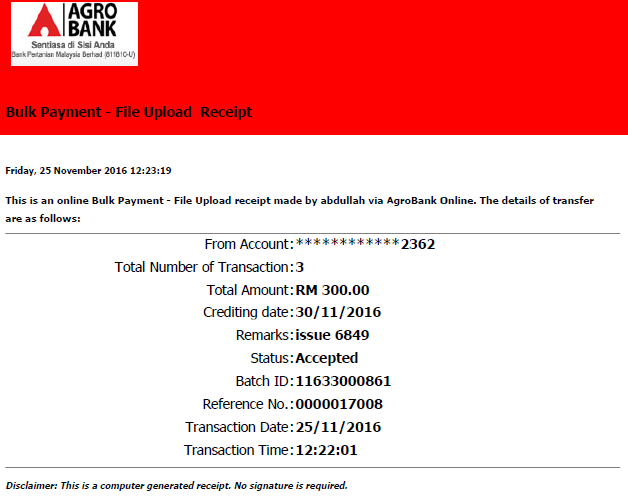 AGRO
BANK
Sentiasa di Sisi Anda
Bank Pertanian Malaysia Berhad (811810-U)
Bulk Payment - File Upload Receipt
Friday, 25 November 2016 12:23:19
This is an online Bulk Payment - File Upload receipt made by abdullah via AgroBank Online. The details of transfer
are as follows:
From Account:************2362
Total Number of Transaction:3
Total Amount:RM 300.00
Crediting date:30/11/2016
Remarks:issue 6849
Status:Accepted
Batch ID:11633000861
Reference No.:0000017008
Transaction Date:25/11/2016
Transaction Time:12:22:01
Disclaimer: This is a computer generated receipt. No signature is required.